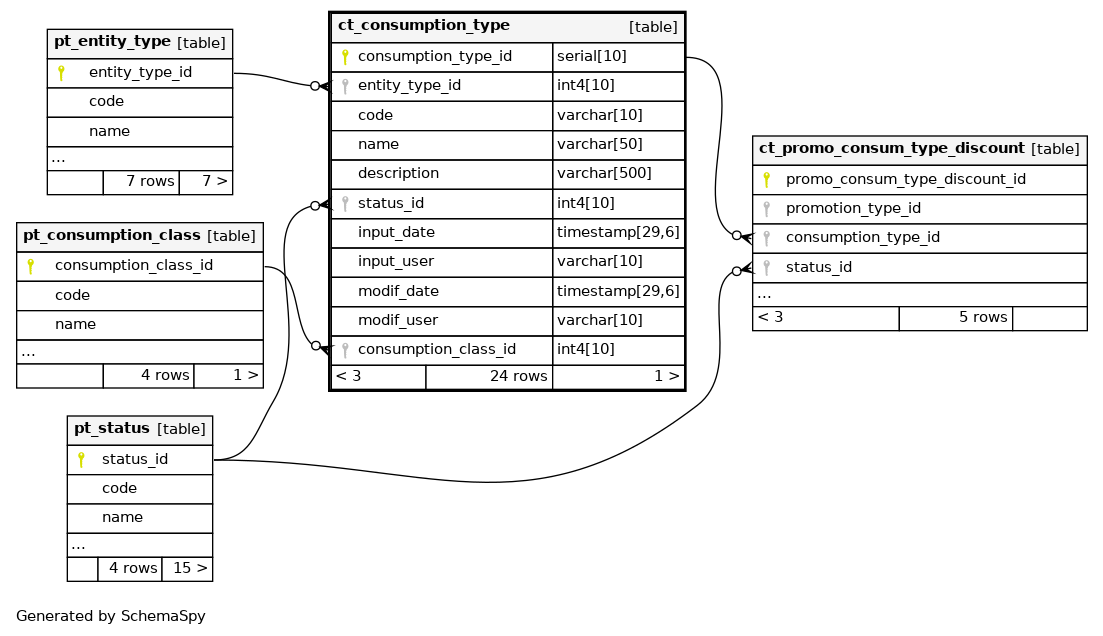 pt_entity_type [table]
entity_type_id
code
name
...
7 rows 7 >
pt_consumption_class [table]
consumption_class_id
code
name
...
4 rows 1 >
pt_status [table]
status_id
code
name
...
4 rows 15 >
ct_consumption_type [table]
consumption_type_id serial[10]
entity_type_id int4[10]
code varchar[10]
name varchar[50]
description varchar[500]
status_id int4[10]
input_date timestamp[29,6]
input_user varchar[10]
modif_date timestamp[29,6]
modif_user varchar[10]
consumption_class_id int4[10]
< 3 24 rows 1 >
ct_promo_consum_type_discount [table]
promo_consum_type_discount_id
promotion_type_id
consumption_type_id
status_id
...
< 3 5 rows
Generated by SchemaSpy